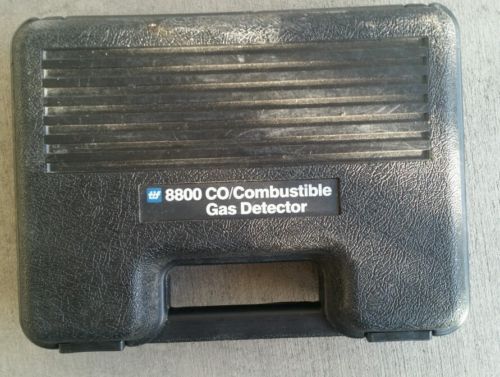 tif 8800 CO/Combustible
Gas Detector